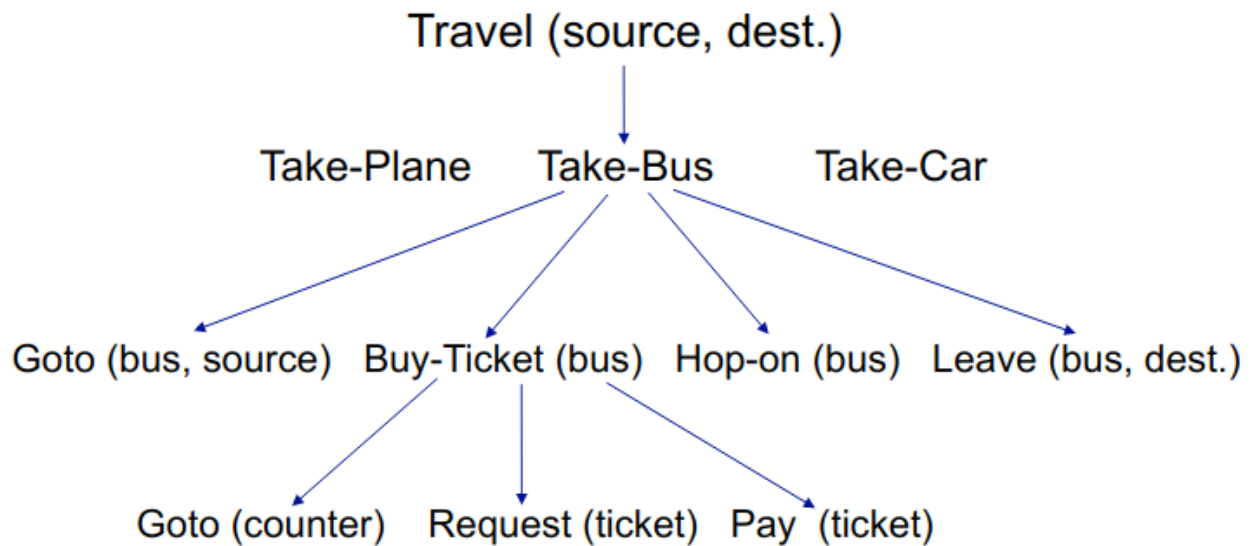 Travel (source, dest.)
Take-Plane Take-Bus Take-Car
Goto (bus, source) Buy-Ticket (bus) Hop-on (bus) Leave (bus, dest.)
Goto (counter) Request (ticket) Pay (ticket)